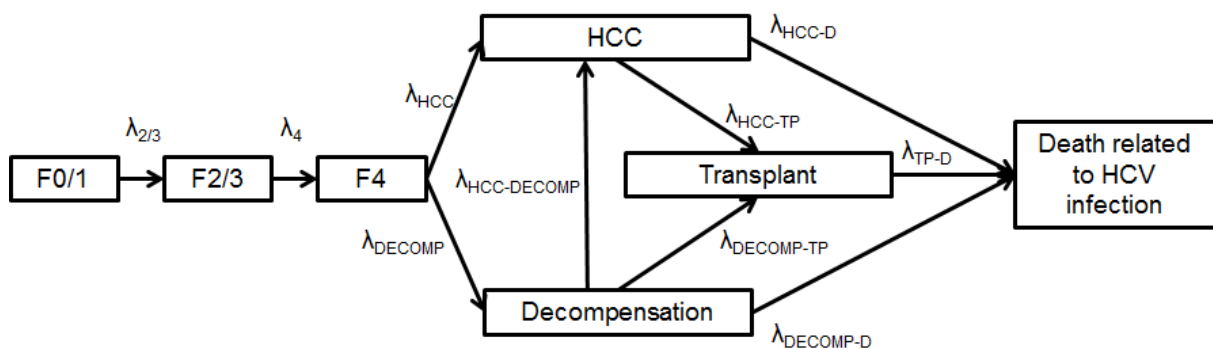 HCC
λHCC-D
λHCC
λHCC-TP
λ2/3
λ4
λTP-D
F0/1
F2/3
F4
λHCC-DECOMP
Transplant
Death related
to HCV
infection
λDECOMP
λDECOMP-TP
Decompensation
λDECOMP-D